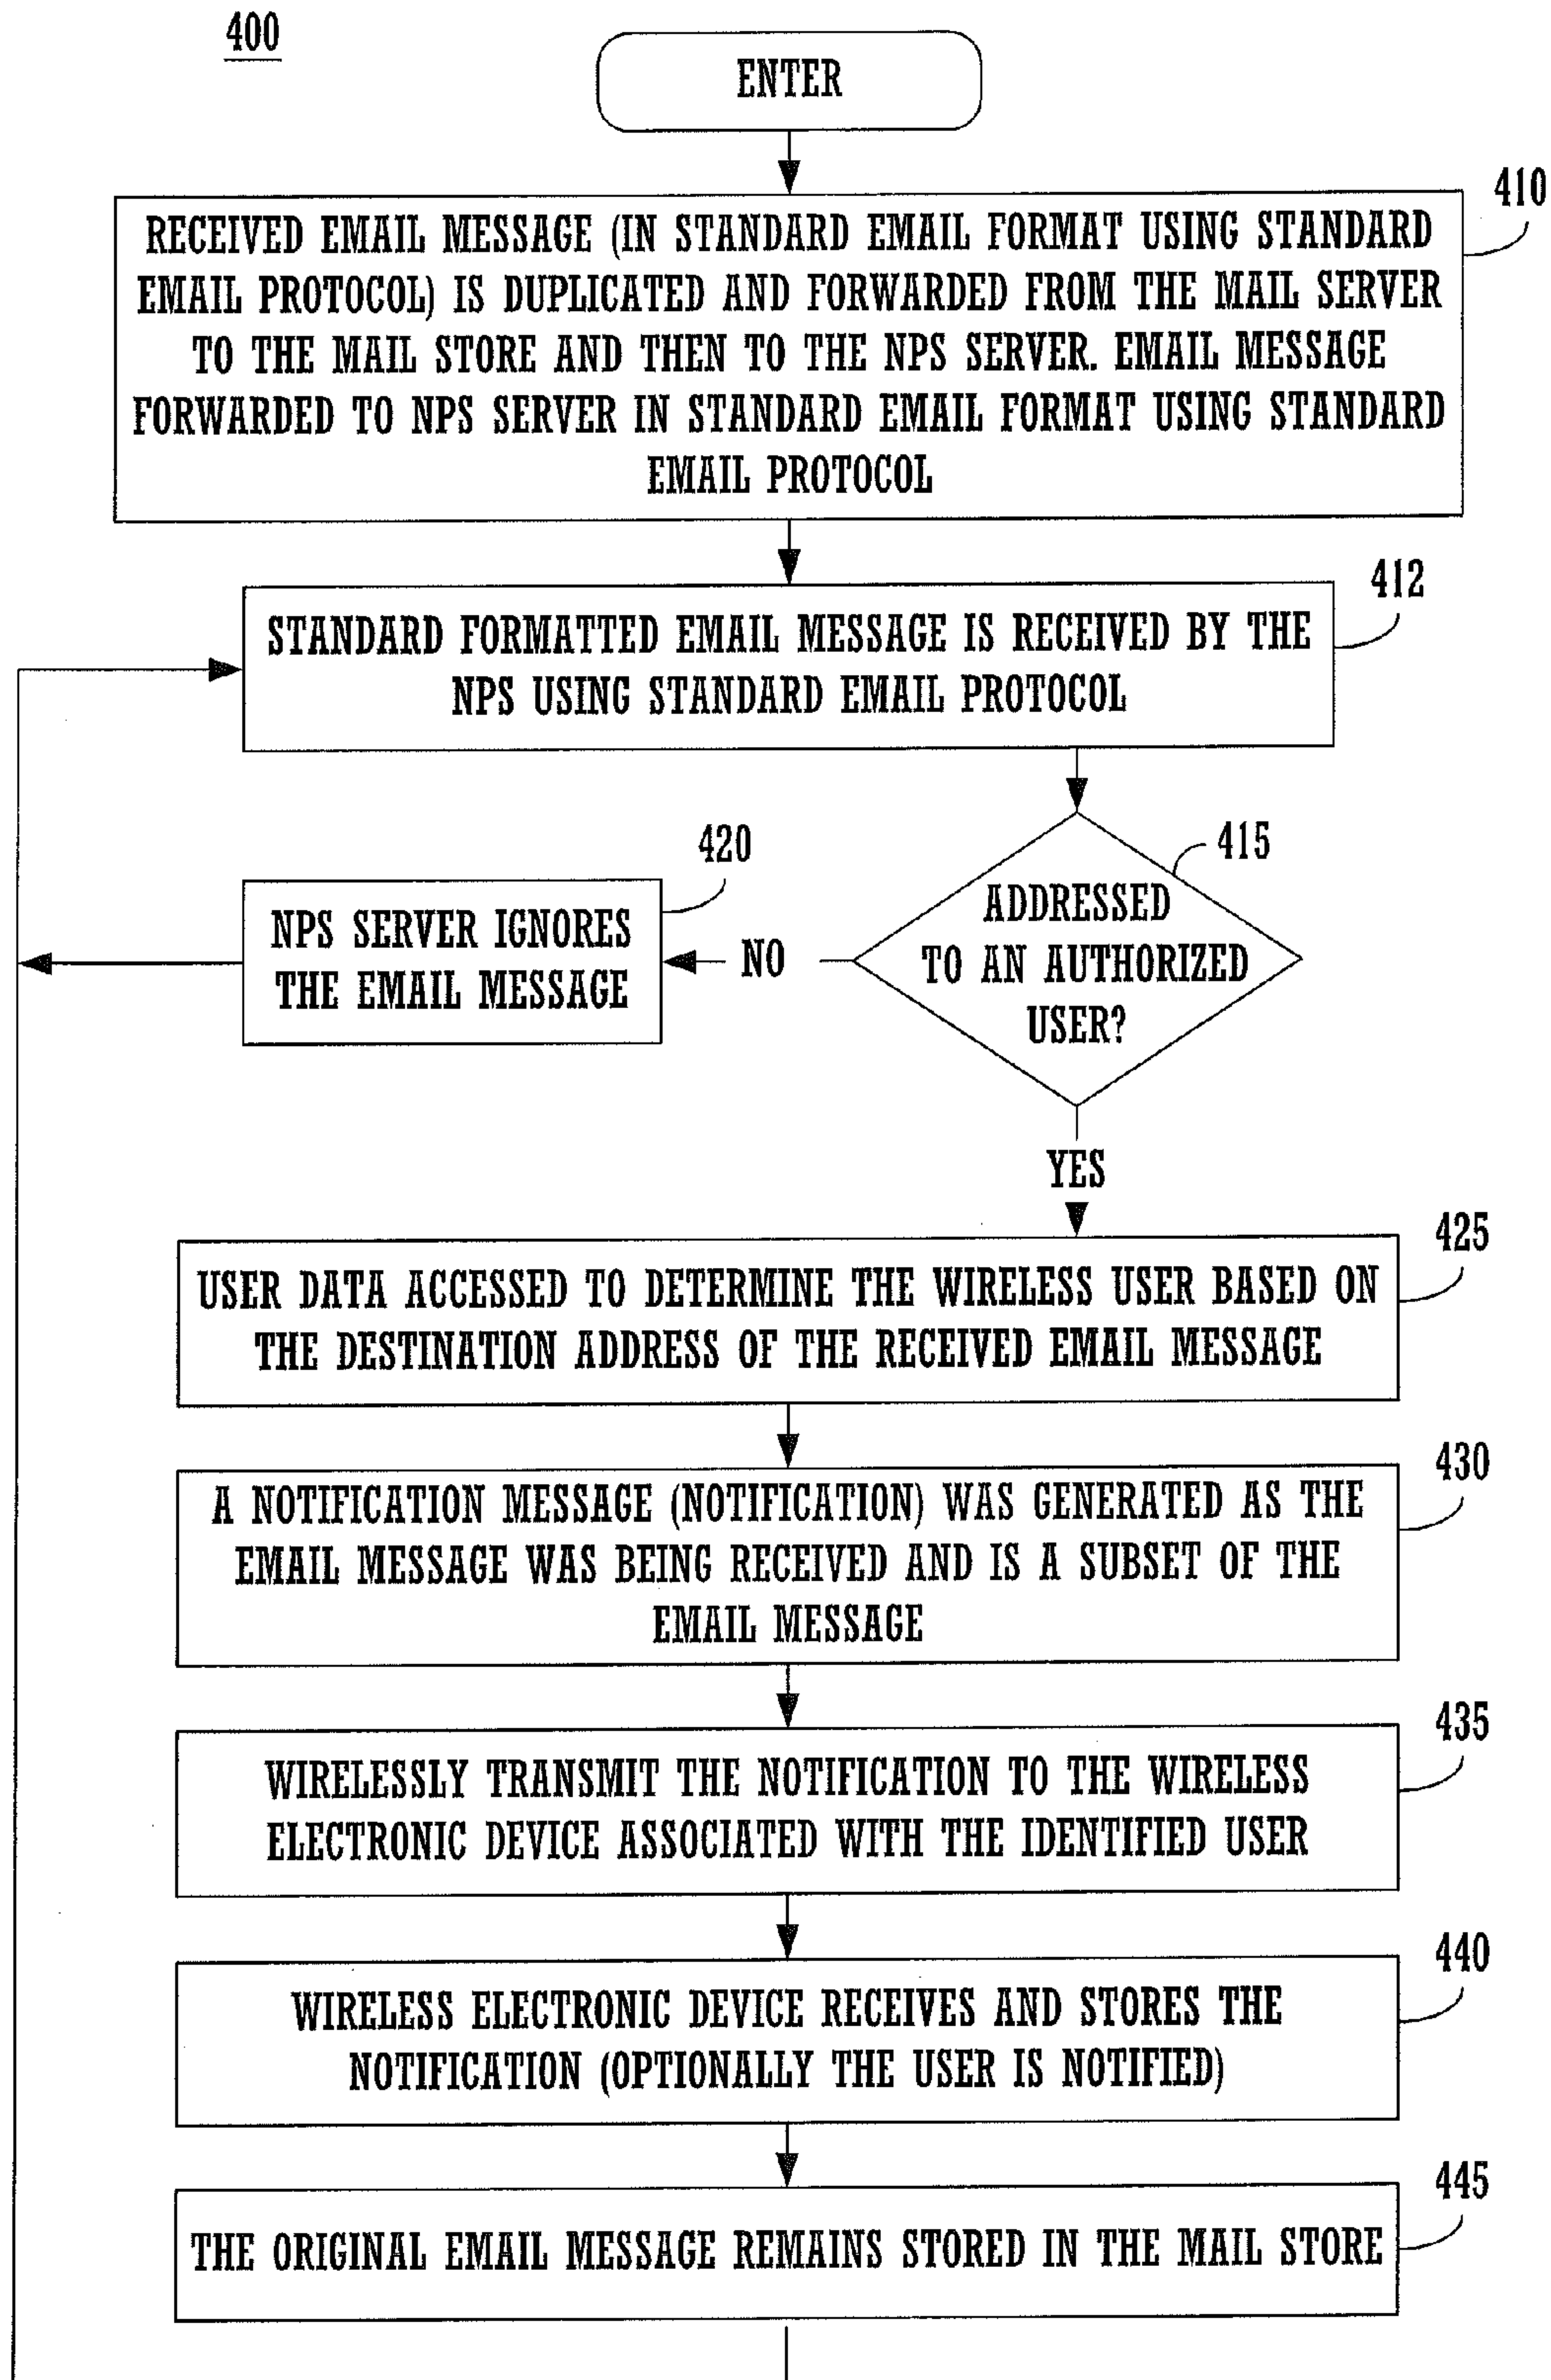 400
ENTER
410
RECEIVED EMAIL MESSAGE (IN STANDARD EMAIL FORMAT USING STANDARD
EMAIL PROTOCOL) IS DUPLICATED AND FORWARDED FROM THE MAIL SERVER
TO THE MAIL STORE AND THEN TO THE NPS SERVER. EMAIL MESSAGE
FORWARDED TO NPS SERVER IN STANDARD EMAIL FORMAT USING STANDARD
EMAIL PROTOCOL
412
STANDARD FORMATTED EMAIL MESSAGE IS RECEIVED BY THE
NPS USING STANDARD EMAIL PROTOCOL
415
ADDRESSED
TO AN AUTHORIZED
USER?
NO
420
NPS SERVER IGNORES
THE EMAIL MESSAGE
YES
425
USER DATA ACCESSED TO DETERMINE THE WIRELESS USER BASED ON
THE DESTINATION ADDRESS OF THE RECEIVED EMAIL MESSAGE
430
A NOTIFICATION MESSAGE (NOTIFICATION) WAS GENERATED AS THE
EMAIL MESSAGE WAS BEING RECEIVED AND IS A SUBSET OF THE
EMAIL MESSAGE
435
WIRELESSLY TRANSMIT THE NOTIFICATION TO THE WIRELESS
ELECTRONIC DEVICE ASSOCIATED WITH THE IDENTIFIED USER
440
WIRELESS ELECTRONIC DEVICE RECEIVES AND STORES THE
NOTIFICATION (OPTIONALLY THE USER IS NOTIFIED)
445
THE ORIGINAL EMAIL MESSAGE REMAINS STORED IN THE MAIL STORE